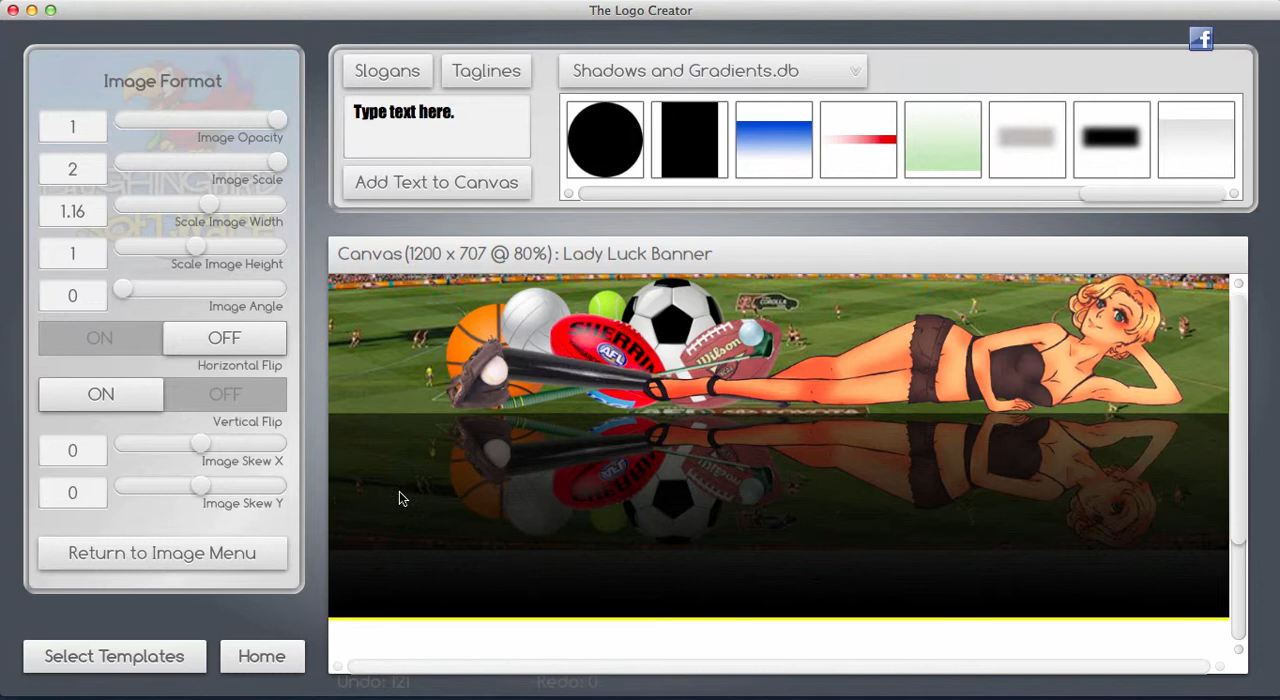 The Logo Creator
Image Format
1
Image Opacity
2
Image Scale
1.16
Scale Image Width
1
Scale Image Height
0
Image Angle
ON OFF
Horizontal Flip
ON OFF
Vertical Flip
0
Image Skew X
0
Image Skew Y
Return to Image Menu
Select Templates
Home
Slogans
Taglines
Type text here.
Add Text to Canvas
Shadows and Gradients.db
Canvas (1200 x 707 @ 80%) : Lady Luck Banner
SHERRIN
AFL
Wilson
COROLLA
Undo: 121
Redo: 0